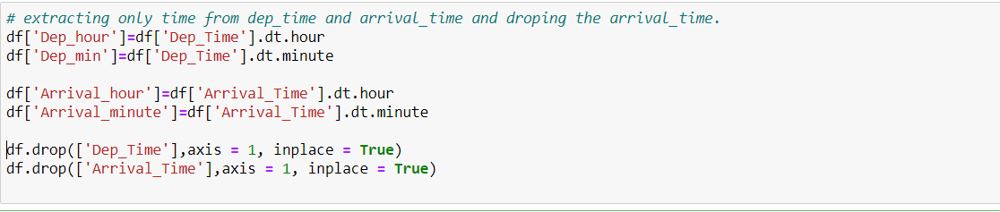 # extracting only time from dep_time and arrival_time and droping the arrival_time.
df['Dep_hour']=df['Dep_Time'].dt.hour
df['Dep_min']=df['Dep_Time'].dt.minute
df['Arrival_hour']=df['Arrival_Time'].dt.hour
df['Arrival_minute']=df['Arrival_Time'].dt.minute
df.drop(['Dep_Time'],axis = 1, inplace = True)
df.drop(['Arrival_Time'],axis = 1, inplace = True)